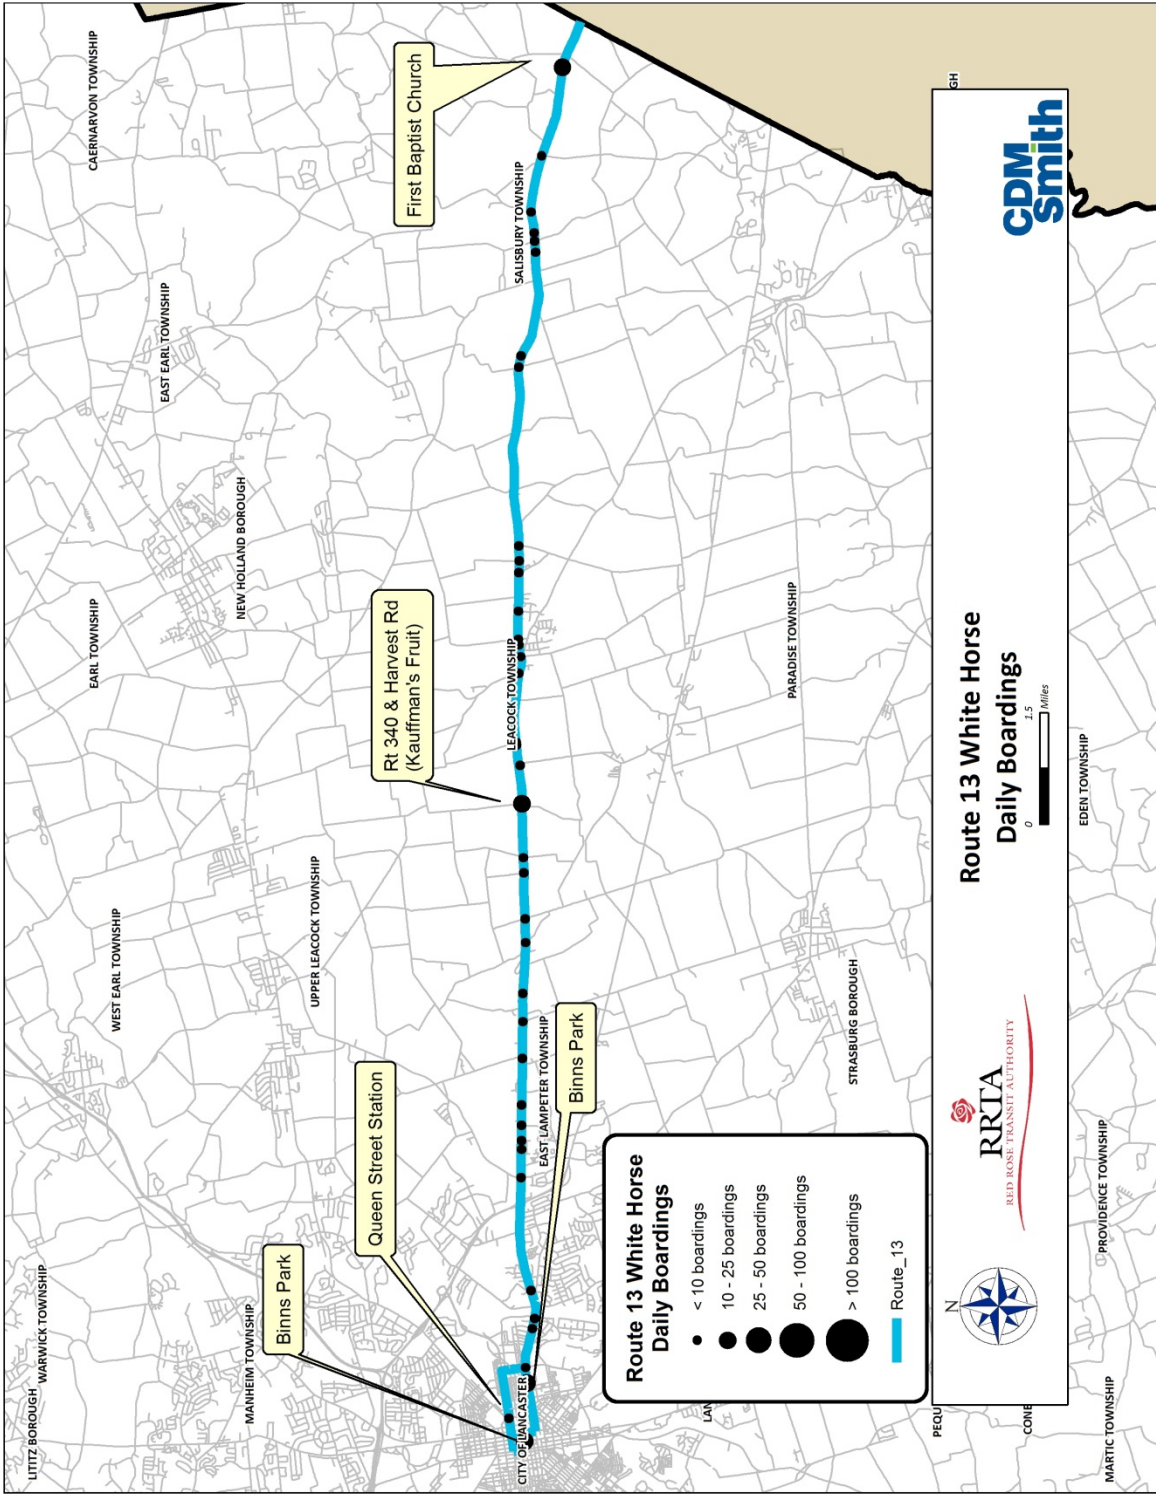 LITITZ BOROUGH
WARWICK TOWNSHIP
WEST EARL TOWNSHIP
EARL TOWNSHIP
CAERNARVON TOWNSHIP
EAST EARL TOWNSHIP
NEW HOLLAND BOROUGH
MANHEIM TOWNSHIP
UPPER LEACOCK TOWNSHIP
Binns Park
Queen Street Station
Rt 340 & Harvest Rd
(Kauffman's Fruit)
First Baptist Church
CITY OF LANCASTER
LEACOCK TOWNSHIP
SALISBURY TOWNSHIP
EAST LAMPETER TOWNSHIP
Binns Park
Route 13 White Horse
Daily Boardings
< 10 boardings
10 - 25 boardings
25 - 50 boardings
50 - 100 boardings
> 100 boardings
Route_13
LAN
PARADISE TOWNSHIP
STRASBURG BOROUGH
PEQU
GH
N
RRTA
RED ROSE TRANSIT AUTHORITY
Route 13 White Horse
Daily Boardings
0 1.5
Miles
CDM
Smith
CONE
EDEN TOWNSHIP
PROVIDENCE TOWNSHIP
MARTIC TOWNSHIP